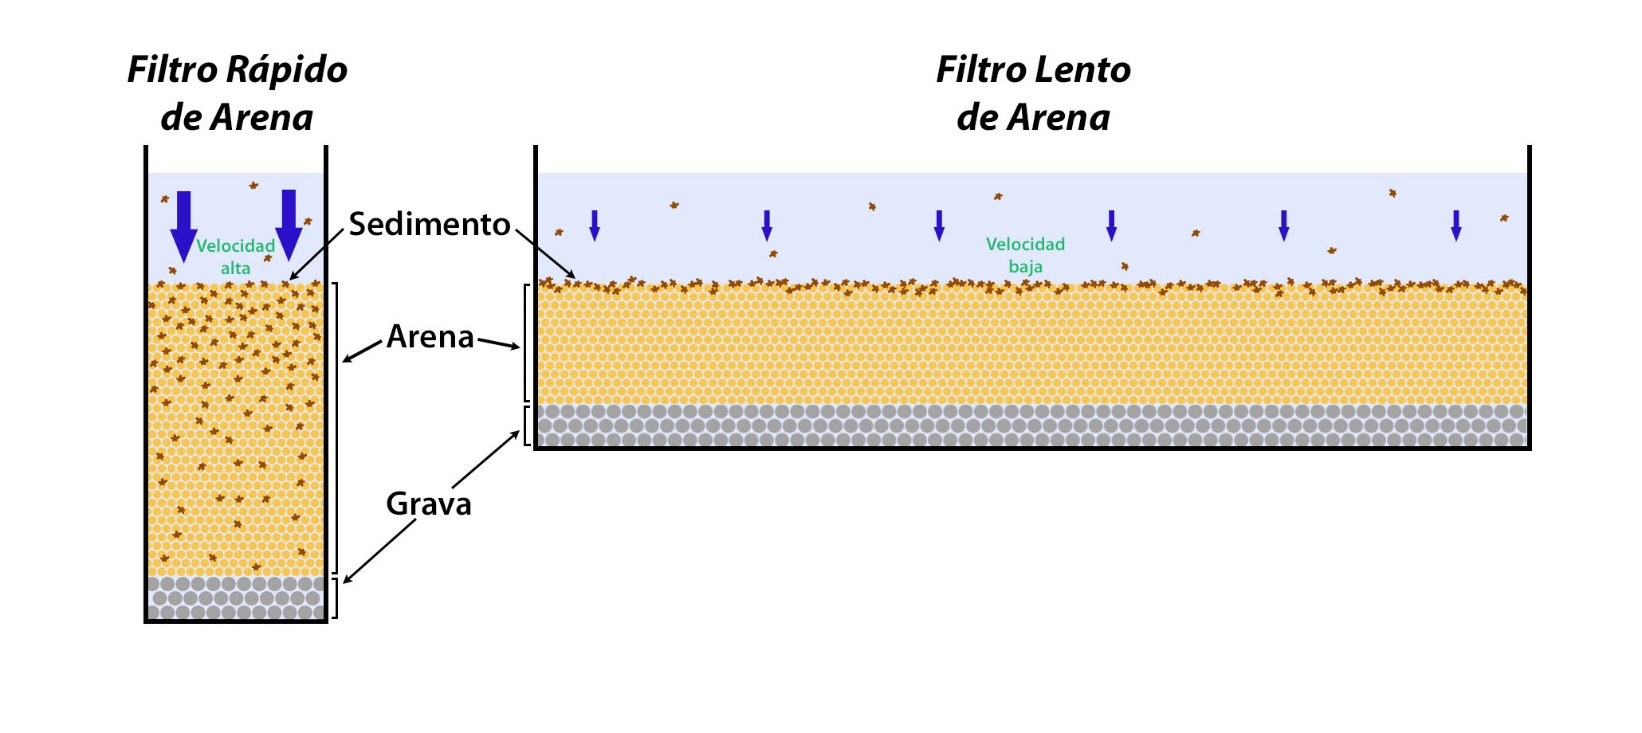 Filtro Rápido
de Arena
Filtro Lento
de Arena
Sedimento
Velocidad
alta
Velocidad
baja
Arena
Grava